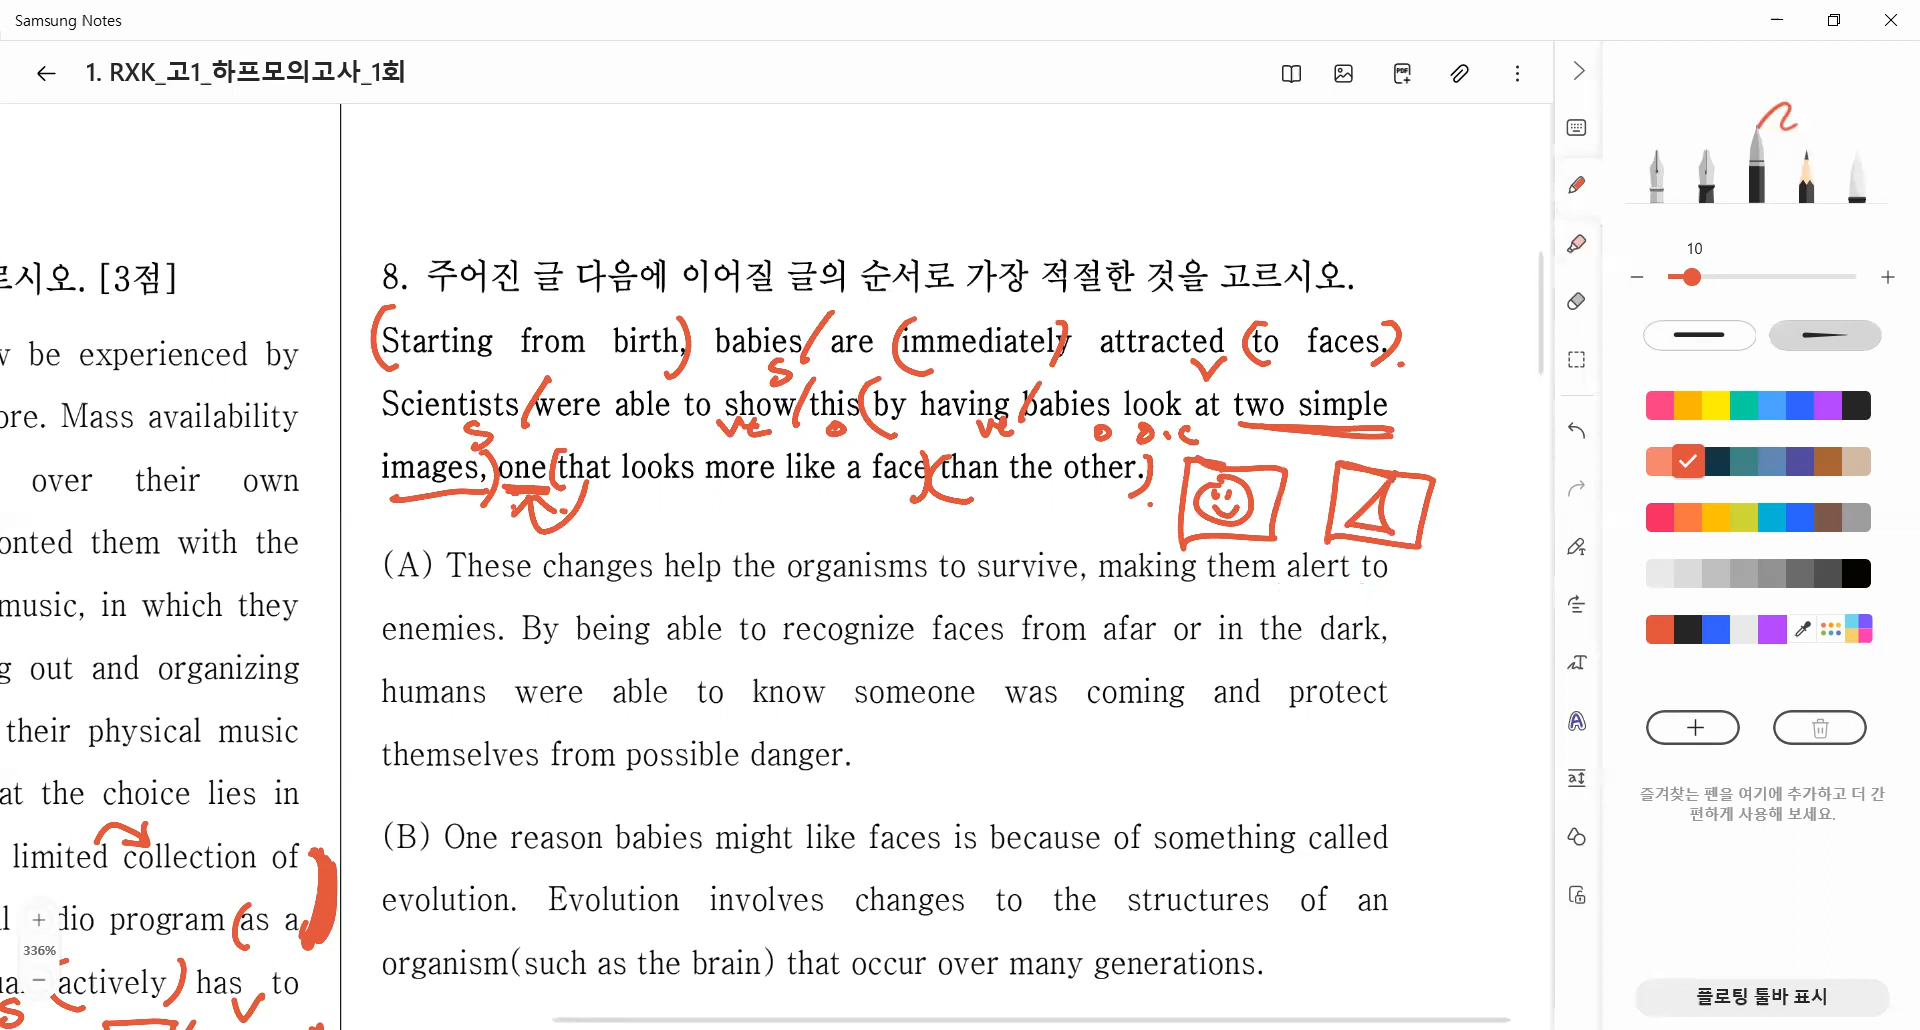 Samsung Notes
1. RXK_고1_하프모의고사_1회
르시오. [3점]
be experienced by
ore. Mass availability
over their own
onted them with the
music, in which they
g out and organizing
their physical music
at the choice lies in
limited collection of
dio program (as a
(actively) has to
336%
8. 주어진 글 다음에 이어질 글의 순서로 가장 적절한 것을 고르시오.
Starting from birth, babies are immediately attracted to faces.
S
V
Scientists were able to show this by having babies look at two simple
S vt o vt o o.c
images, one that looks more like a face than the other.
(A) These changes help the organisms to survive, making them alert to
enemies. By being able to recognize faces from afar or in the dark,
humans were able to know someone was coming and protect
themselves from possible danger.
(B) One reason babies might like faces is because of something called
evolution. Evolution involves changes to the structures of an
organism(such as the brain) that occur over many generations.
S
V
10
즐겨찾는 펜을 여기에 추가하고 더 간
편하게 사용해 보세요.
플로팅 툴바 표시